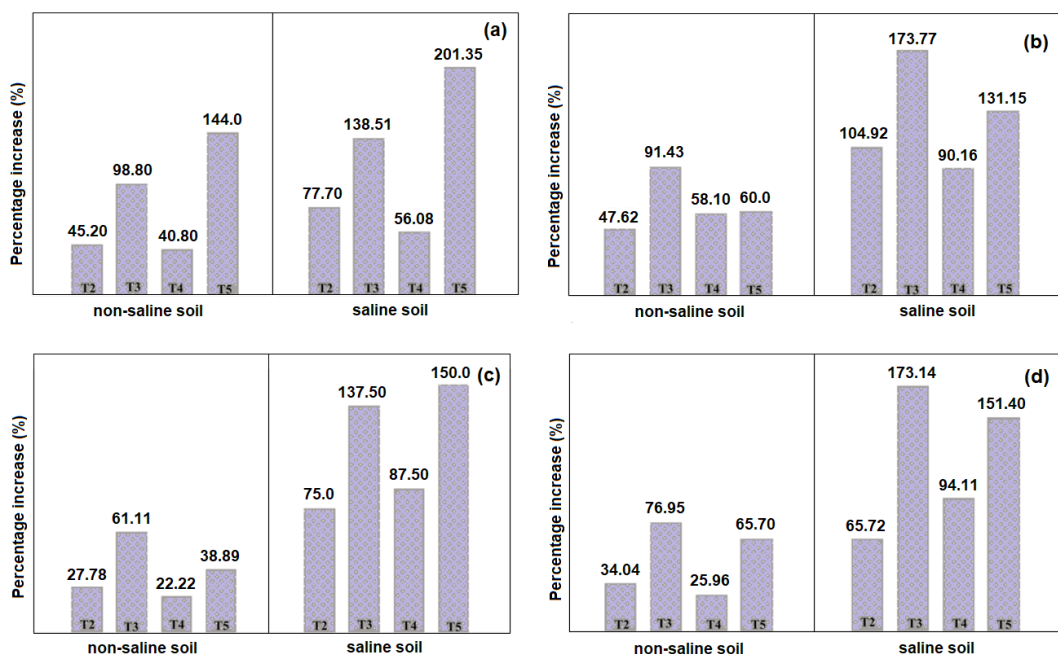 (a)
Percentage increase (%)
45.20
98.80
40.80
144.0
77.70
138.51
56.08
201.35
T2 T3 T4 T5 T2 T3 T4 T5
non-saline soil saline soil
(b)
Percentage increase (%)
47.62
91.43
58.10
60.0
104.92
173.77
90.16
131.15
T2 T3 T4 T5 T2 T3 T4 T5
non-saline soil saline soil
(c)
Percentage increase (%)
27.78
61.11
22.22
38.89
75.0
137.50
87.50
150.0
T2 T3 T4 T5 T2 T3 T4 T5
non-saline soil saline soil
(d)
Percentage increase (%)
34.04
76.95
25.96
65.70
65.72
173.14
94.11
151.40
T2 T3 T4 T5 T2 T3 T4 T5
non-saline soil saline soil